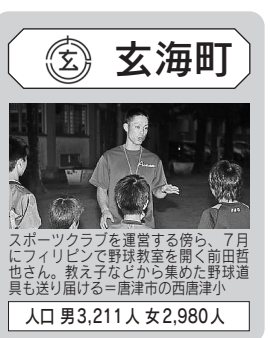 玄 玄海町
スポーツクラブを運営する傍ら、7月
にフィリピンで野球教室を開く前田哲
也さん。教え子などから集めた野球道
具も送り届ける＝唐津市の西唐津小
人口 男3,211人 女2,980人